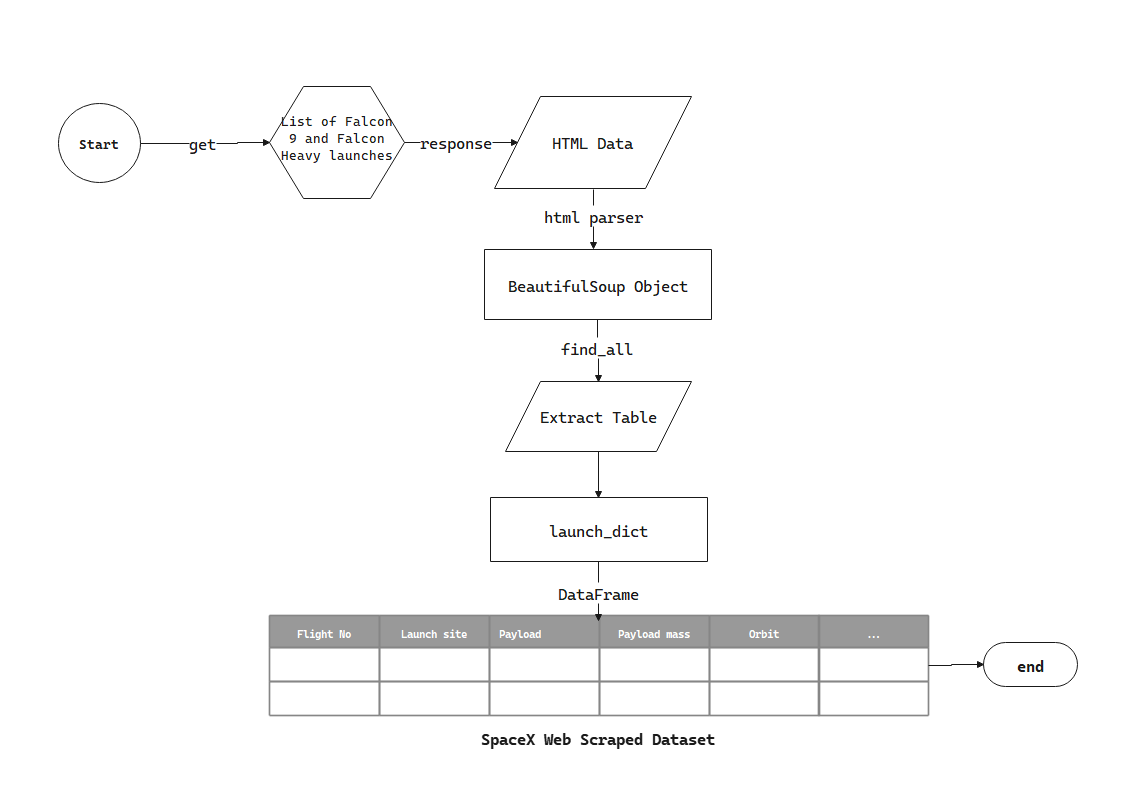 Start
get
List of Falcon
9 and Falcon
Heavy launches
response
HTML Data
html parser
BeautifulSoup Object
find_all
Extract Table
launch_dict
DataFrame
Flight No Launch site Payload Payload mass Orbit ...
end
SpaceX Web Scraped Dataset